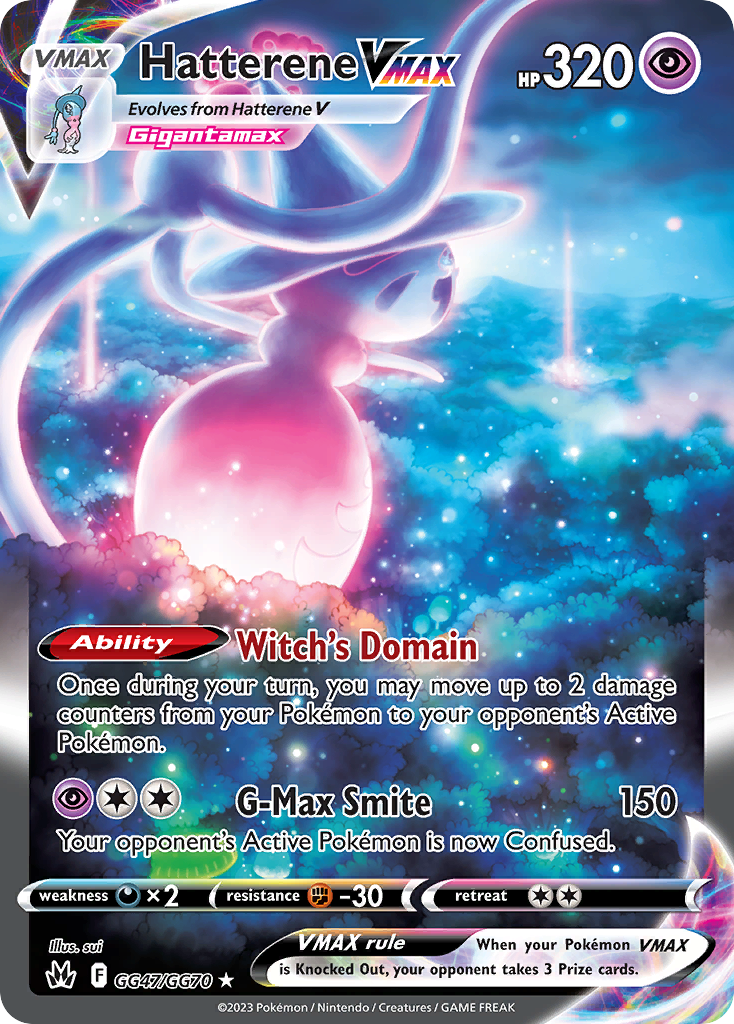 VMAX Hatterene VMAX HP 320
Evolves from Hatterene V
Gigantamax
Ability Witch's Domain
Once during your turn, you may move up to 2 damage
counters from your Pokémon to your opponent's Active
Pokémon.
G-Max Smite 150
Your opponent's Active Pokémon is now Confused.
weakness ×2 resistance -30 retreat
Illus. sui
VMAX rule When your Pokémon VMAX
is Knocked Out, your opponent takes 3 Prize cards.
F GG47/GG70 ★
©2023 Pokémon / Nintendo / Creatures / GAME FREAK